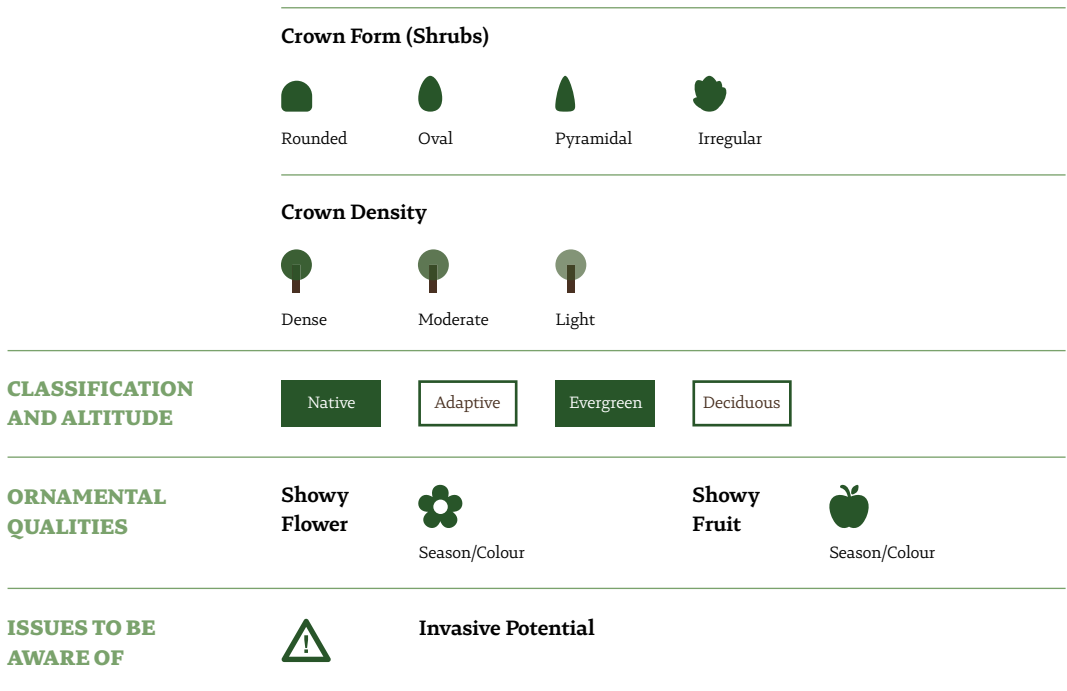 Crown Form (Shrubs)
Rounded
Oval
Pyramidal
Irregular
Crown Density
Dense
Moderate
Light
CLASSIFICATION
AND ALTITUDE
Native
Adaptive
Evergreen
Deciduous
ORNAMENTAL
QUALITIES
Showy
Flower
Season/Colour
Showy
Fruit
Season/Colour
ISSUES TO BE
AWARE OF
!
Invasive Potential